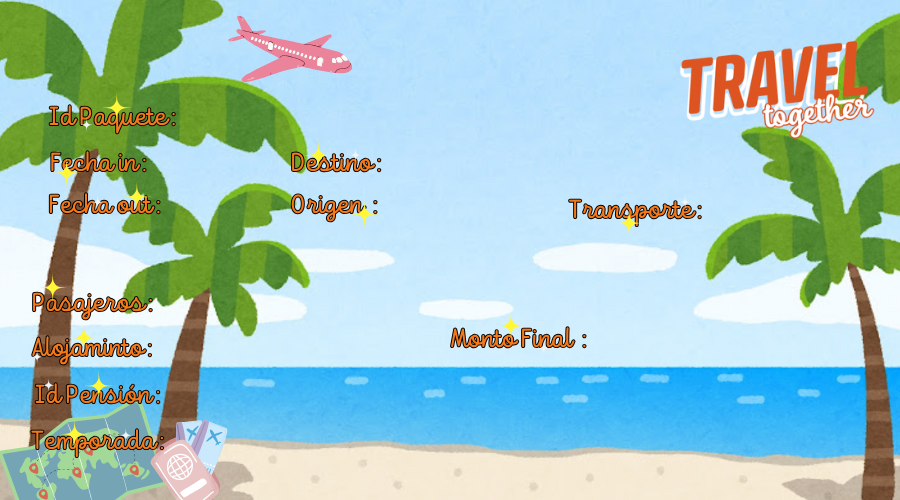 TRAVEL
together
Id Paquete:
Fecha in:
Destino:
Fecha out:
Origen :
Transporte:
Pasajeros:
Monto Final :
Alojaminto:
Id Pensión:
Temporada: